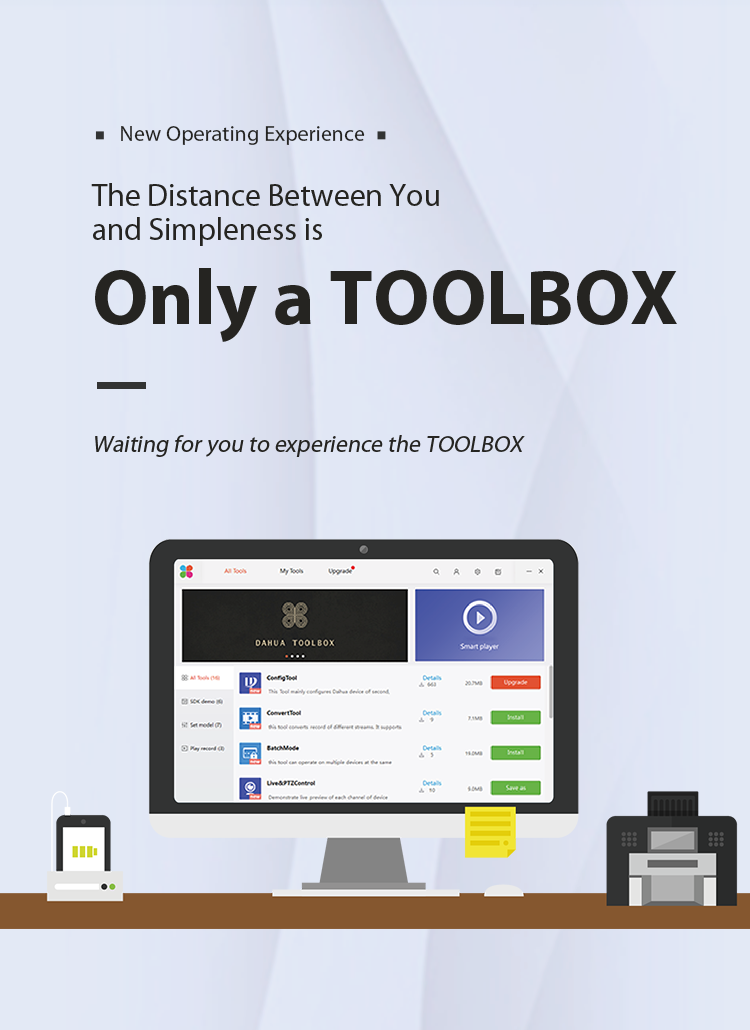 New Operating Experience
The Distance Between You
and Simpleness is
Only a TOOLBOX
Waiting for you to experience the TOOLBOX
All Tools
My Tools
Upgrade
DAHUA TOOLBOX
Smart player
All Tools (16)
SDK demo (6)
Set model (7)
Play record (3)
ConfigTool
This Tool mainly configures Dahua device of second,
Details
663
20.7MB
Upgrade
ConvertTool
this tool converts record of different streams. It supports
Details
9
7.1MB
Install
BatchMode
this tool can operate on multiple devices at the same
Details
3
16.0MB
Install
Live&PTZControl
Demonstrate live preview of each channel of device
Details
10
9.0MB
Save as